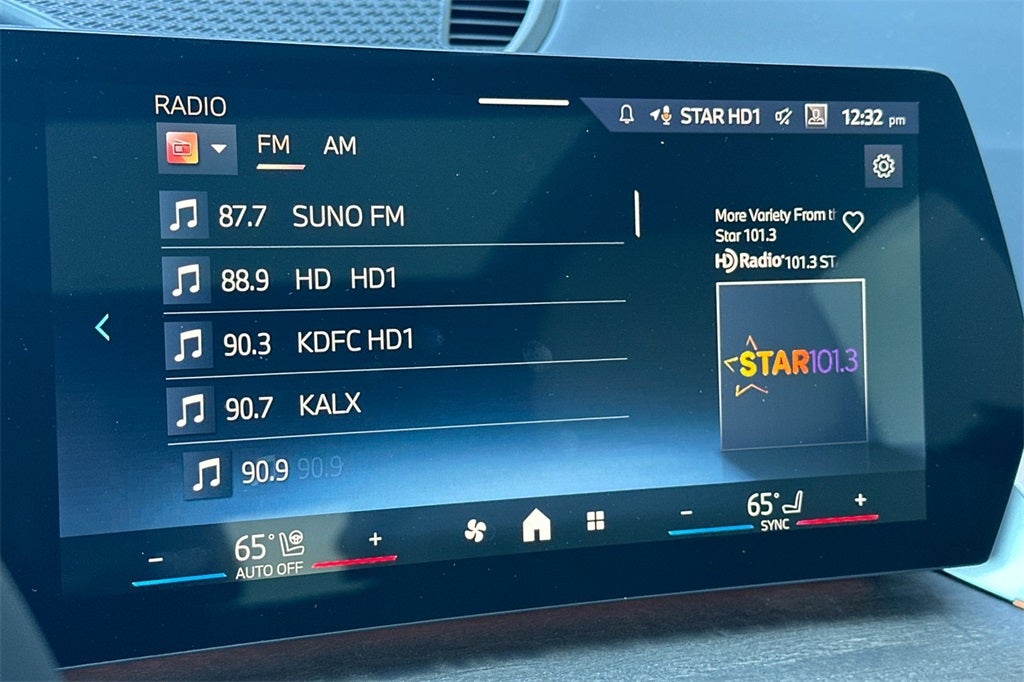 RADIO
STAR HD1
12:32 pm
FM AM
87.7 SUNO FM
88.9 HD HD1
90.3 KDFC HD1
90.7 KALX
90.9 90.9
More Variety From t
Star 101.3
HD Radio 101.3 ST
STAR101.3
65°
AUTO OFF
65°
SYNC